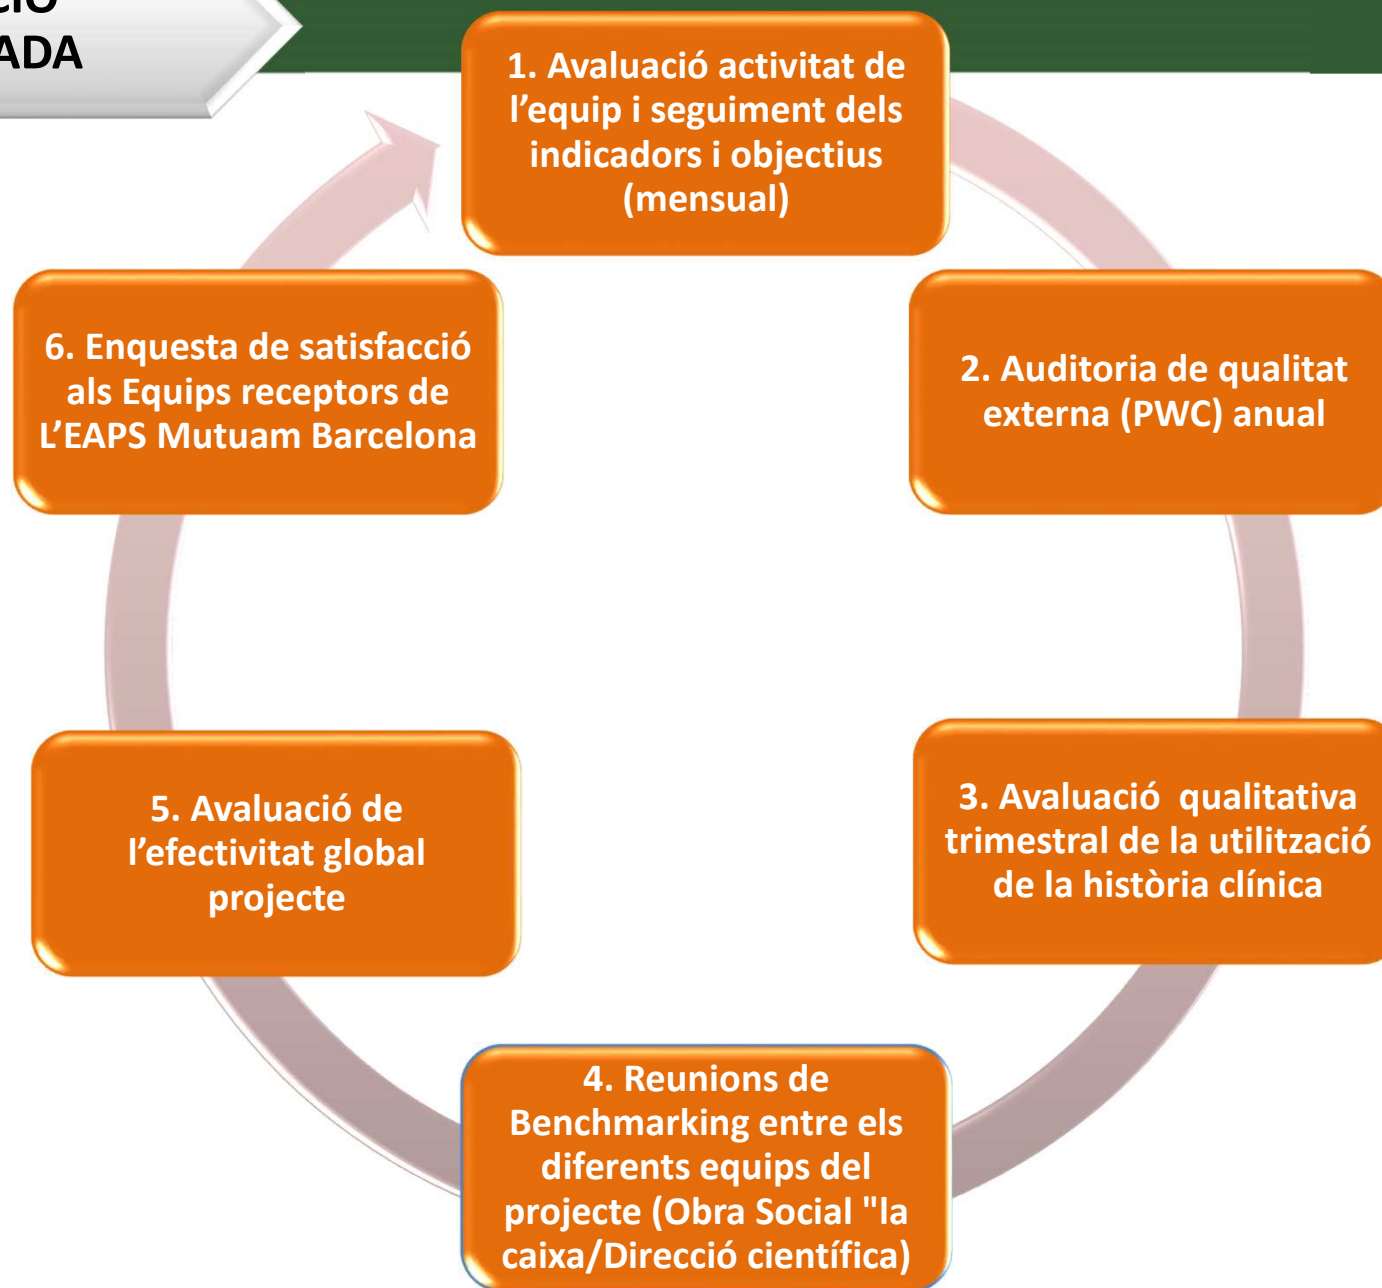 1. Avaluació activitat de
l’equip i seguiment dels
indicadors i objectius
(mensual)
2. Auditoria de qualitat
externa (PWC) anual
3. Avaluació  qualitativa
trimestral de la utilització
de la història clínica
4. Reunions de
Benchmarking entre els
diferents equips del
projecte (Obra Social "la
caixa/Direcció científica)
5. Avaluació de
l’efectivitat global
projecte
6. Enquesta de satisfacció
als Equips receptors de
L’EAPS Mutuam Barcelona